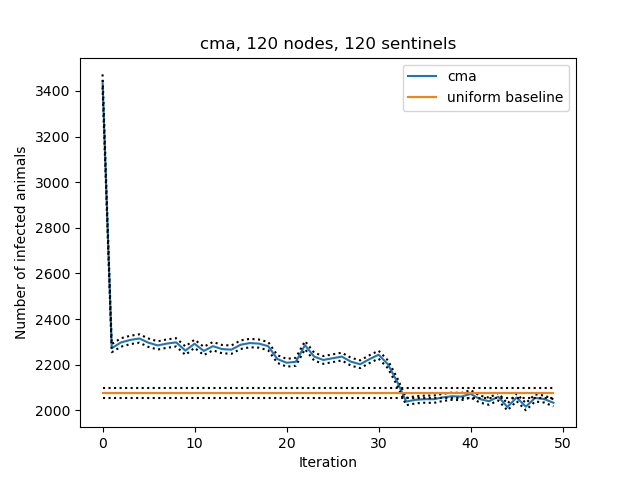 cma, 120 nodes, 120 sentinels
cma
uniform baseline
Number of infected animals
3400
3200
3000
2800
2600
2400
2200
2000
0
10
20
30
40
50
Iteration